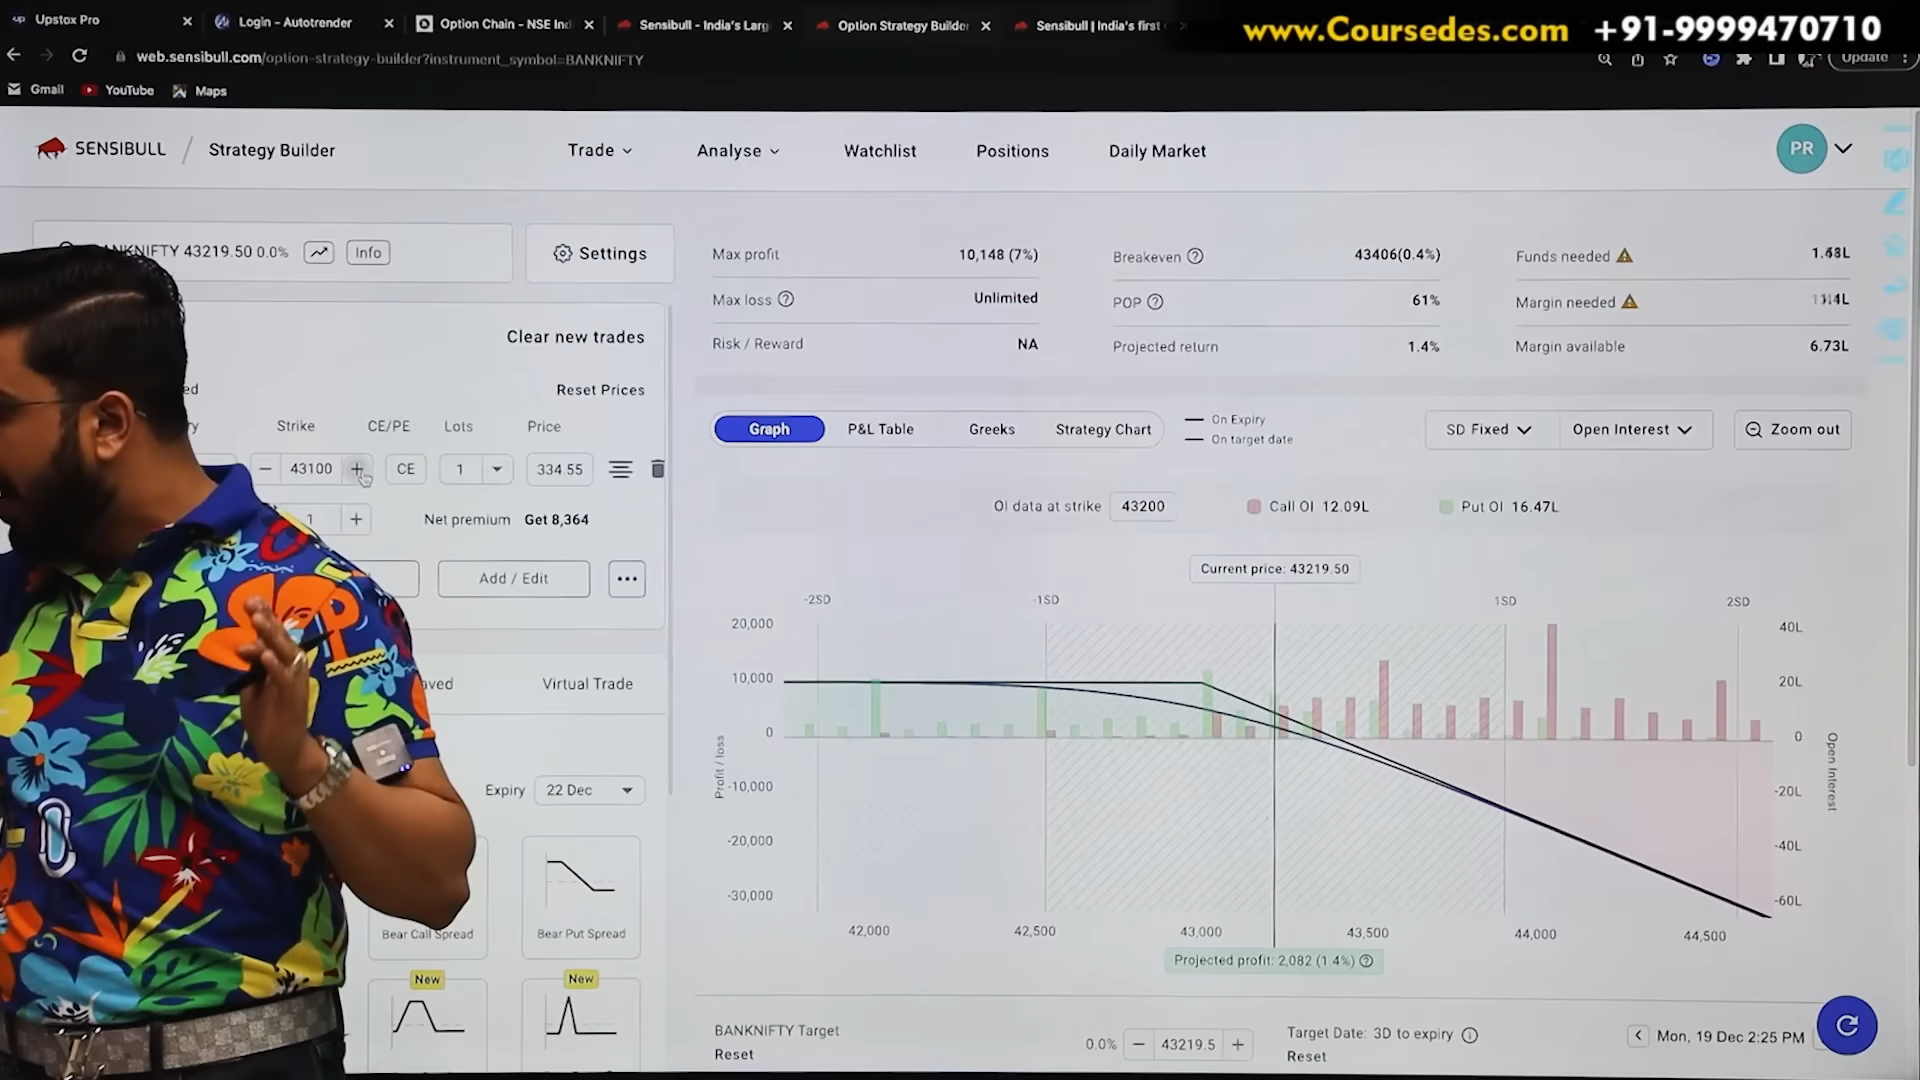 Upstox Pro
Login - Autotrender
Option Chain - NSE Ind
Sensibull - India's Larg
Option Strategy Builder
Sensibull | India's first
www.Coursedes.com +91-9999470710
web.sensibull.com/option-strategy-builder?instrument_symbol=BANKNIFTY
Update
Gmail
YouTube
Maps
SENSIBULL / Strategy Builder
Trade
Analyse
Watchlist
Positions
Daily Market
PR
ANKNIFTY 43219.50 0.0%
Info
Settings
Max profit 10,148 (7%)
Max loss Unlimited
Risk / Reward NA
Breakeven 43406(0.4%)
POP 61%
Projected return 1.4%
Funds needed
Margin needed
Margin available 6.73L
Clear new trades
Reset Prices
Strike CE/PE Lots Price
− 43100 + CE 1 334.55
1 +
Net premium Get 8,364
Add / Edit
...
aved
Virtual Trade
Expiry 22 Dec
Bear Call Spread
Bear Put Spread
New
New
Graph
P&L Table
Greeks
Strategy Chart
On Expiry
On target date
SD Fixed
Open Interest
Zoom out
OI data at strike 43200
Call OI 12.09L
Put OI 16.47L
Current price: 43219.50
-2SD
-1SD
1SD
2SD
20,000
10,000
0
-10,000
-20,000
-30,000
Profit / loss
40L
20L
0
-20L
-40L
-60L
Open Interest
42,000
42,500
43,000
43,500
44,000
44,500
Projected profit: 2,082 (1.4%)
BANKNIFTY Target
Reset
0.0% − 43219.5 +
Target Date: 3D to expiry
Reset
Mon, 19 Dec 2:25 PM